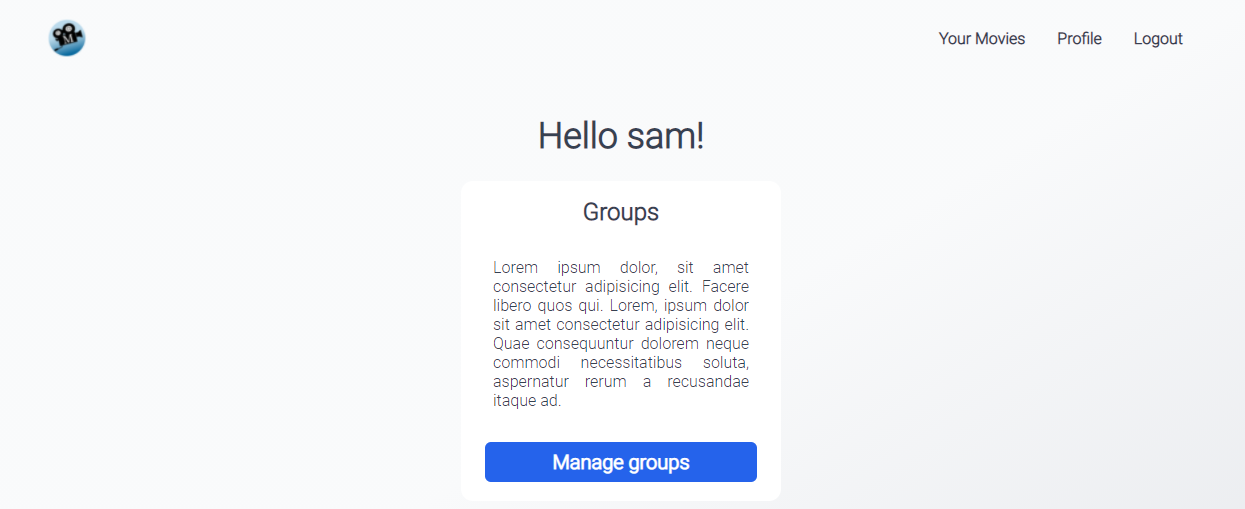 M
Your Movies Profile Logout
Hello sam!
Groups
Lorem ipsum dolor, sit amet
consectetur adipisicing elit. Facere
libero quos qui. Lorem, ipsum dolor
sit amet consectetur adipisicing elit.
Quae consequuntur dolorem neque
commodi necessitatibus soluta,
aspernatur rerum a recusandae
itaque ad.
Manage groups